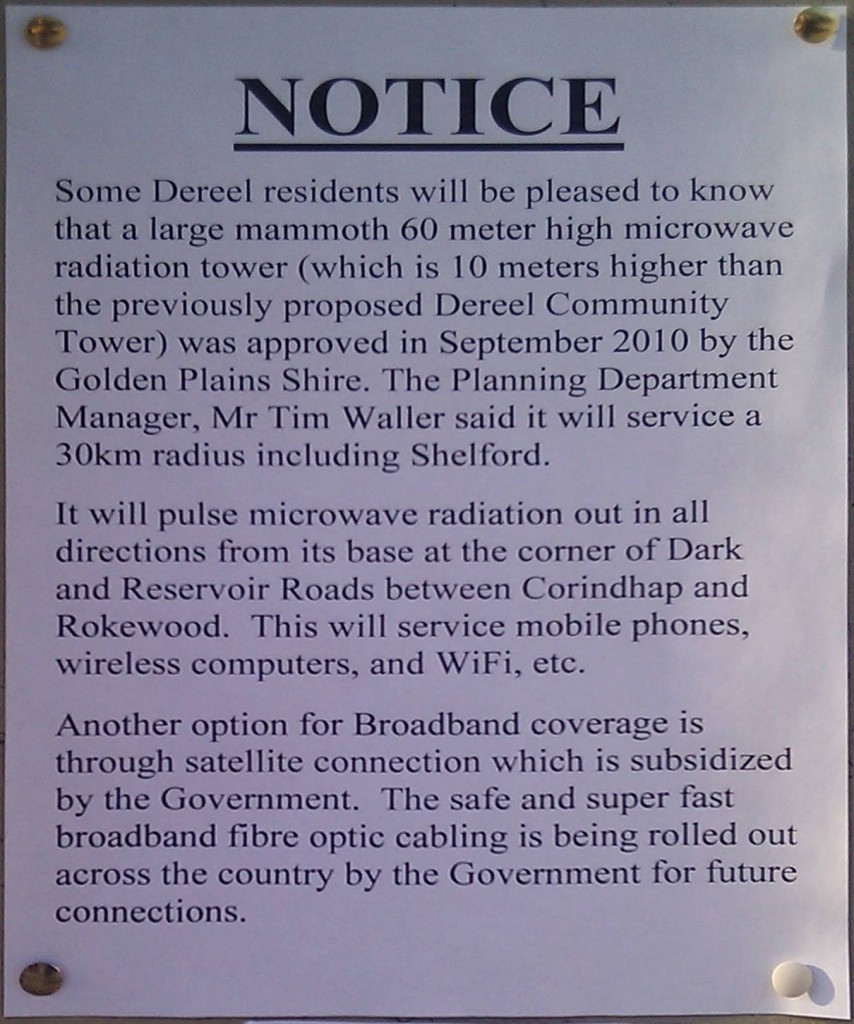 NOTICE
Some Dereel residents will be pleased to know
that a large mammoth 60 meter high microwave
radiation tower (which is 10 meters higher than
the previously proposed Dereel Community
Tower) was approved in September 2010 by the
Golden Plains Shire. The Planning Department
Manager, Mr Tim Waller said it will service a
30km radius including Shelford.
It will pulse microwave radiation out in all
directions from its base at the corner of Dark
and Reservoir Roads between Corindhap and
Rokewood.  This will service mobile phones,
wireless computers, and WiFi, etc.
Another option for Broadband coverage is
through satellite connection which is subsidized
by the Government.  The safe and super fast
broadband fibre optic cabling is being rolled out
across the country by the Government for future
connections.